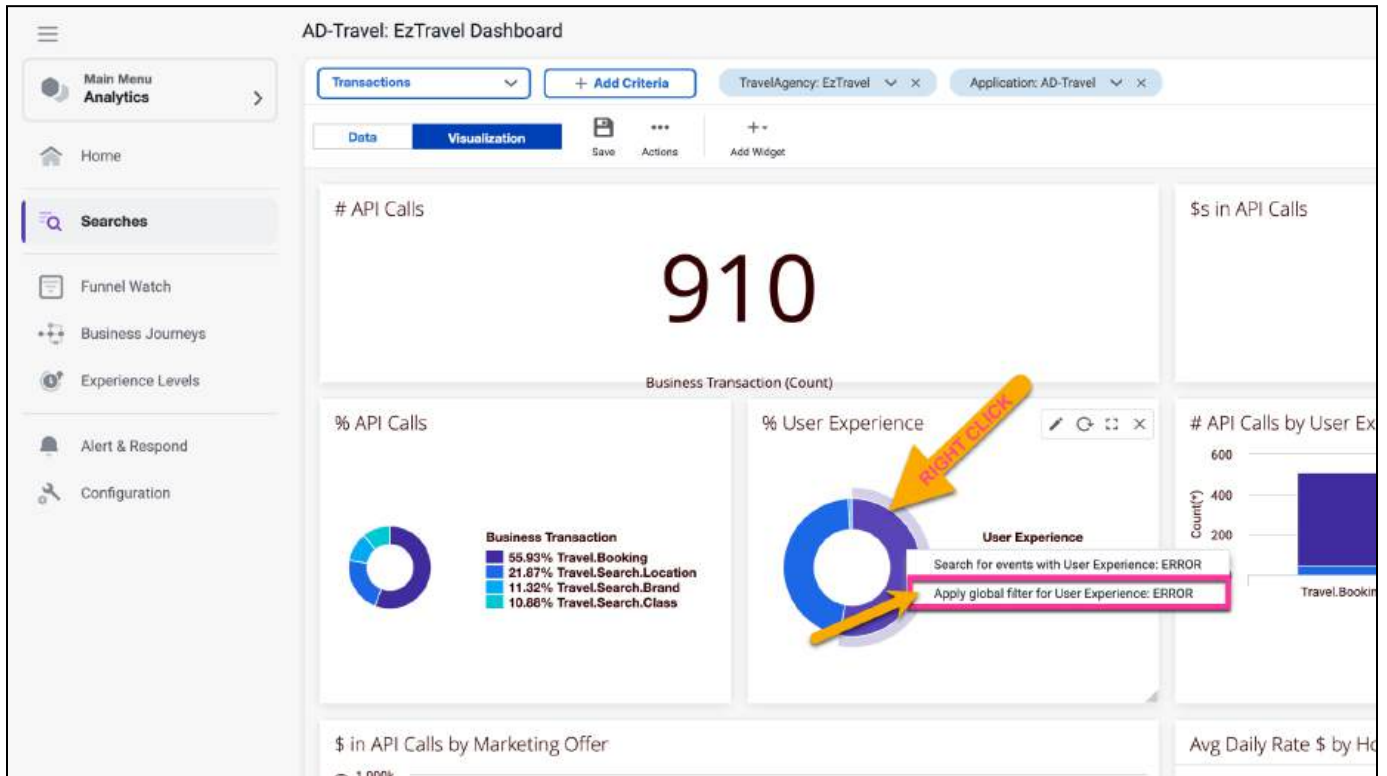 AD-Travel: EzTravel Dashboard
Main Menu
Analytics
Home
Searches
Funnel Watch
Business Journeys
Experience Levels
Alert & Respond
Configuration
Transactions
+ Add Criteria
TravelAgency: EzTravel
Application: AD-Travel
Data
Visualization
Save
Actions
Add Widget
# API Calls
910
Business Transaction (Count)
$s in API Calls
% API Calls
Business Transaction
55.93% Travel.Booking
21.87% Travel.Search.Location
11.32% Travel.Search.Brand
10.88% Travel.Search.Class
% User Experience
RIGHT CLICK
User Experience
Search for events with User Experience: ERROR
Apply global filter for User Experience: ERROR
# API Calls by User Ex
600
400
200
Count(*)
Travel.Bookin
$ in API Calls by Marketing Offer
Avg Daily Rate $ by Ho